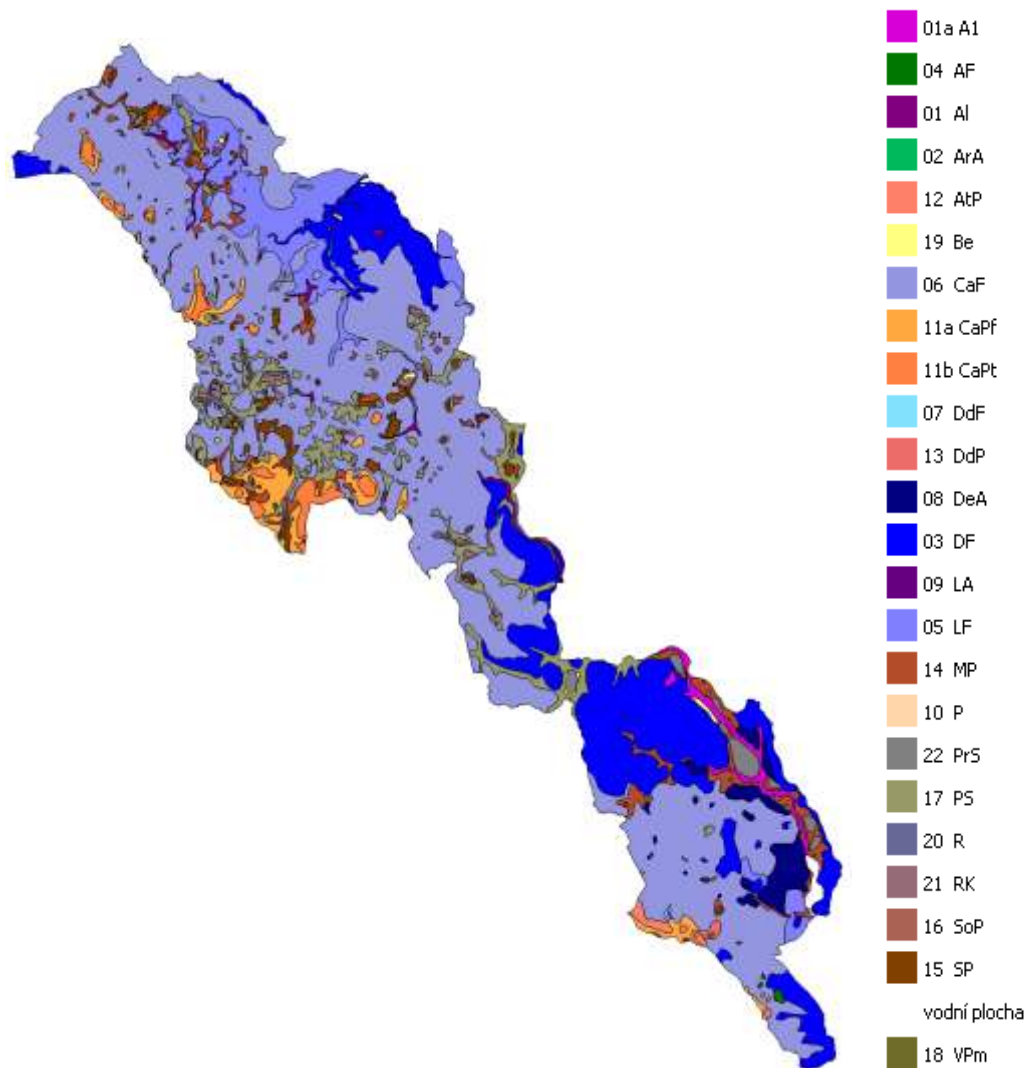 01a A1
04 AF
01 Al
02 ArA
12 AtP
19 Be
06 CaF
11a CaPf
11b CaPt
07 DdF
13 DdP
08 DeA
03 DF
09 LA
05 LF
14 MP
10 P
22 PrS
17 PS
20 R
21 RK
16 SoP
15 SP
vodní plocha
18 VPm